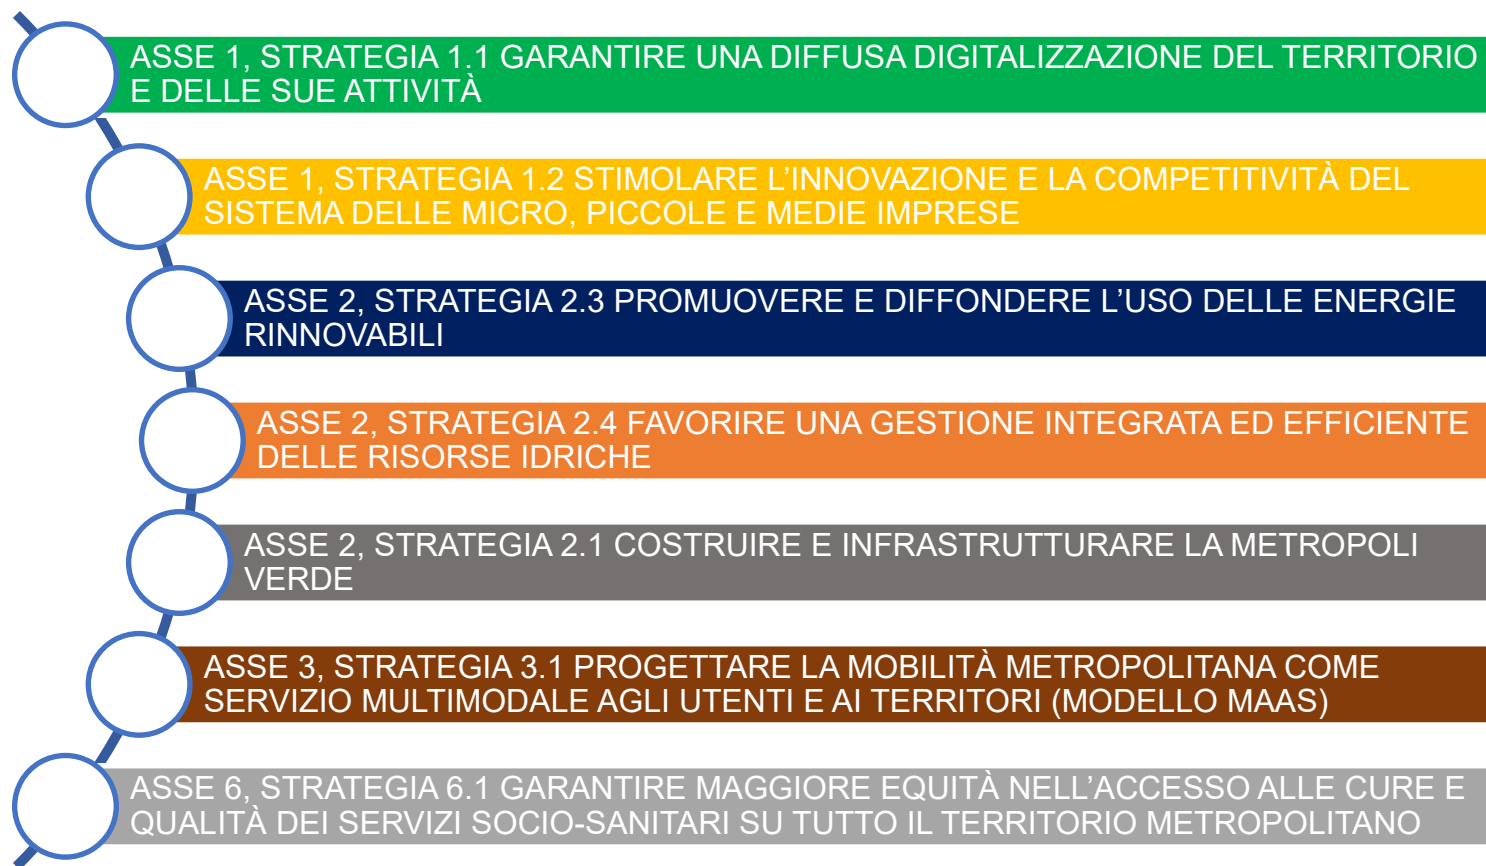 ASSE 1, STRATEGIA 1.1 GARANTIRE UNA DIFFUSA DIGITALIZZAZIONE DEL TERRITORIO
E DELLE SUE ATTIVITÀ
ASSE 1, STRATEGIA 1.2 STIMOLARE L’INNOVAZIONE E LA COMPETITIVITÀ DEL
SISTEMA DELLE MICRO, PICCOLE E MEDIE IMPRESE
ASSE 2, STRATEGIA 2.3 PROMUOVERE E DIFFONDERE L’USO DELLE ENERGIE
RINNOVABILI
ASSE 2, STRATEGIA 2.4 FAVORIRE UNA GESTIONE INTEGRATA ED EFFICIENTE
DELLE RISORSE IDRICHE
ASSE 2, STRATEGIA 2.1 COSTRUIRE E INFRASTRUTTURARE LA METROPOLI
VERDE
ASSE 3, STRATEGIA 3.1 PROGETTARE LA MOBILITÀ METROPOLITANA COME
SERVIZIO MULTIMODALE AGLI UTENTI E AI TERRITORI (MODELLO MAAS)
ASSE 6, STRATEGIA 6.1 GARANTIRE MAGGIORE EQUITÀ NELL’ACCESSO ALLE CURE E
QUALITÀ DEI SERVIZI SOCIO-SANITARI SU TUTTO IL TERRITORIO METROPOLITANO